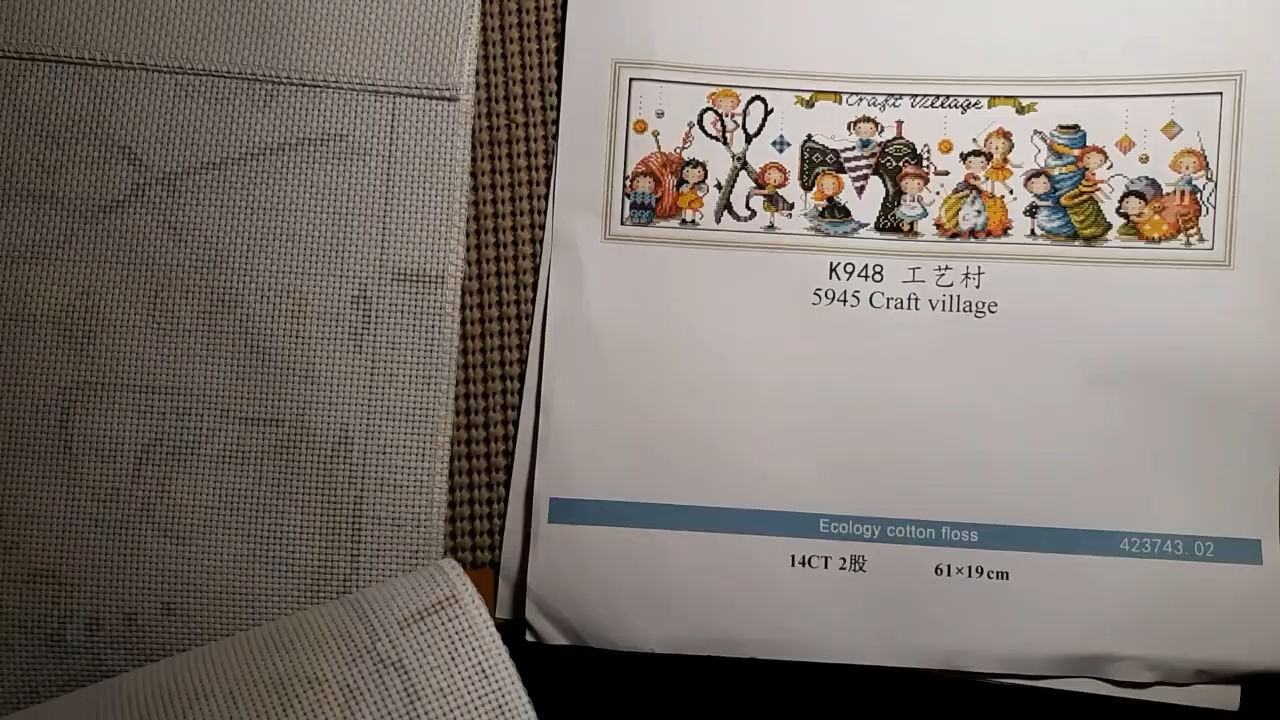 Craft Village
K948 工艺村
5945 Craft village
Ecology cotton floss
423743.02
14CT 2股
61×19cm